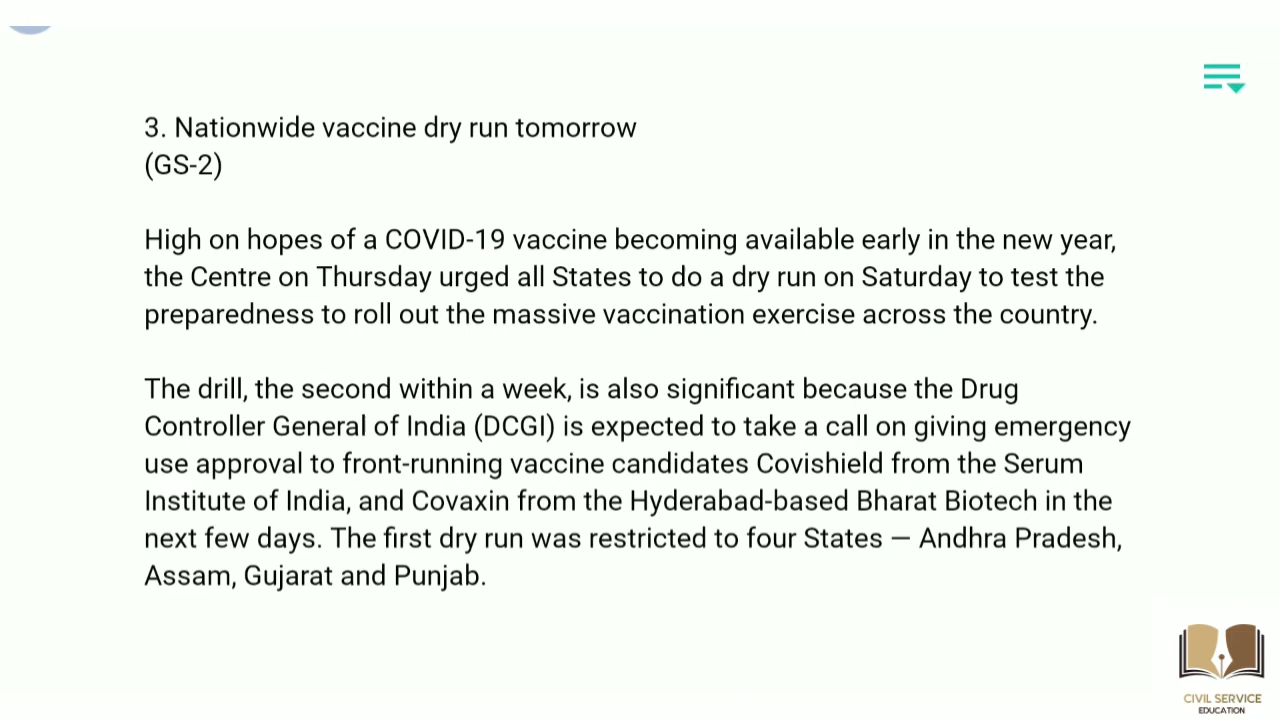 3. Nationwide vaccine dry run tomorrow
(GS-2)
High on hopes of a COVID-19 vaccine becoming available early in the new year,
the Centre on Thursday urged all States to do a dry run on Saturday to test the
preparedness to roll out the massive vaccination exercise across the country.
The drill, the second within a week, is also significant because the Drug
Controller General of India (DCGI) is expected to take a call on giving emergency
use approval to front-running vaccine candidates Covishield from the Serum
Institute of India, and Covaxin from the Hyderabad-based Bharat Biotech in the
next few days. The first dry run was restricted to four States — Andhra Pradesh,
Assam, Gujarat and Punjab.
CIVIL SERVICE
EDUCATION